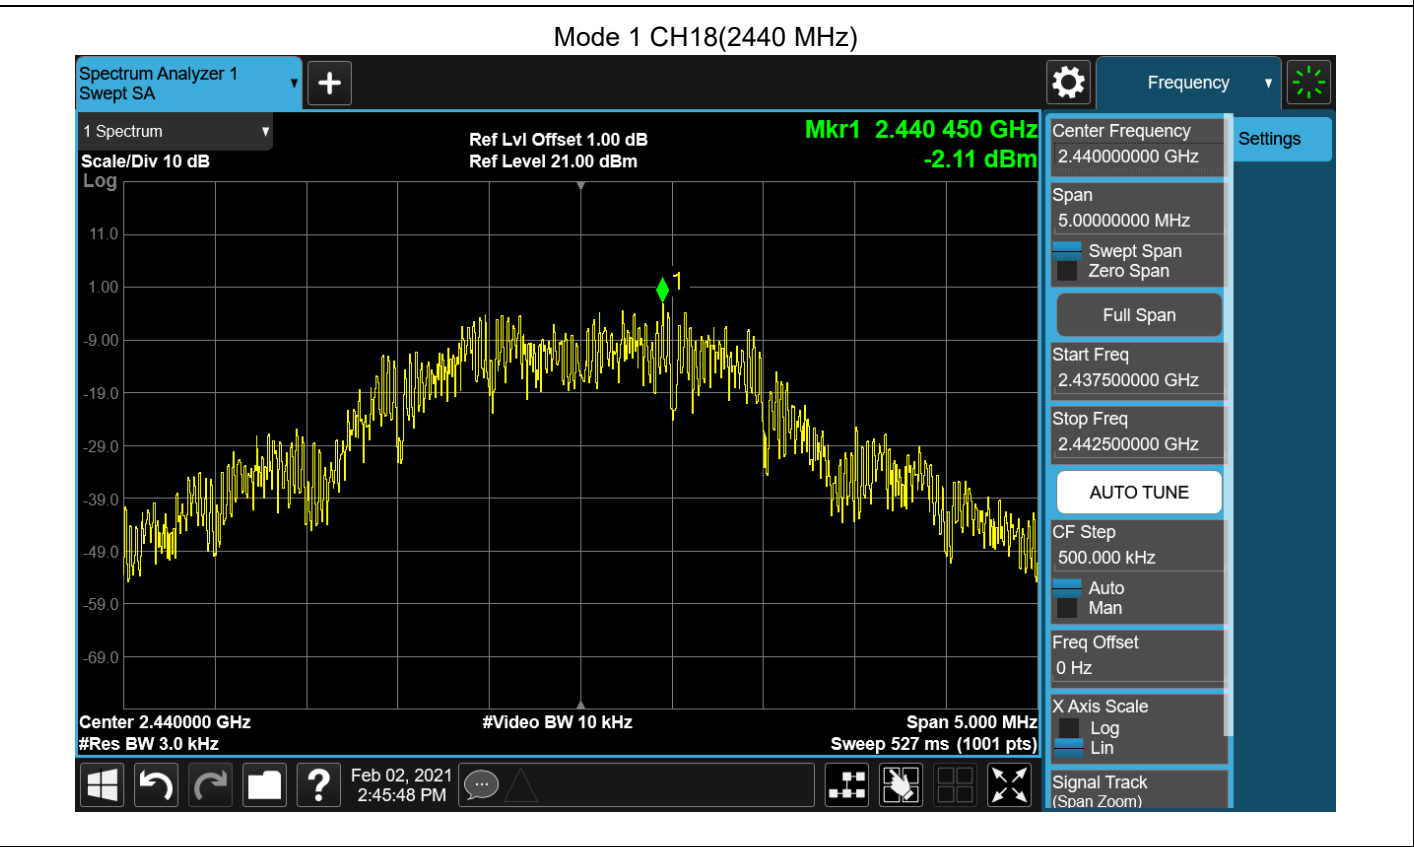 Mode 1 CH18(2440 MHz)
Spectrum Analyzer 1
Swept SA
Frequency
1 Spectrum
Scale/Div 10 dB
Log
Ref Lvl Offset 1.00 dB
Ref Level 21.00 dBm
Mkr1 2.440 450 GHz
-2.11 dBm
11.0
1.00
-9.00
-19.0
-29.0
-39.0
-49.0
-59.0
-69.0
1
Center 2.440000 GHz
#Video BW 10 kHz
Span 5.000 MHz
#Res BW 3.0 kHz
Sweep 527 ms (1001 pts)
Center Frequency
2.440000000 GHz
Settings
Span
5.00000000 MHz
Swept Span
Zero Span
Full Span
Start Freq
2.437500000 GHz
Stop Freq
2.442500000 GHz
AUTO TUNE
CF Step
500.000 kHz
Auto
Man
Freq Offset
0 Hz
X Axis Scale
Log
Lin
Signal Track
(Span Zoom)
?
Feb 02, 2021
2:45:48 PM